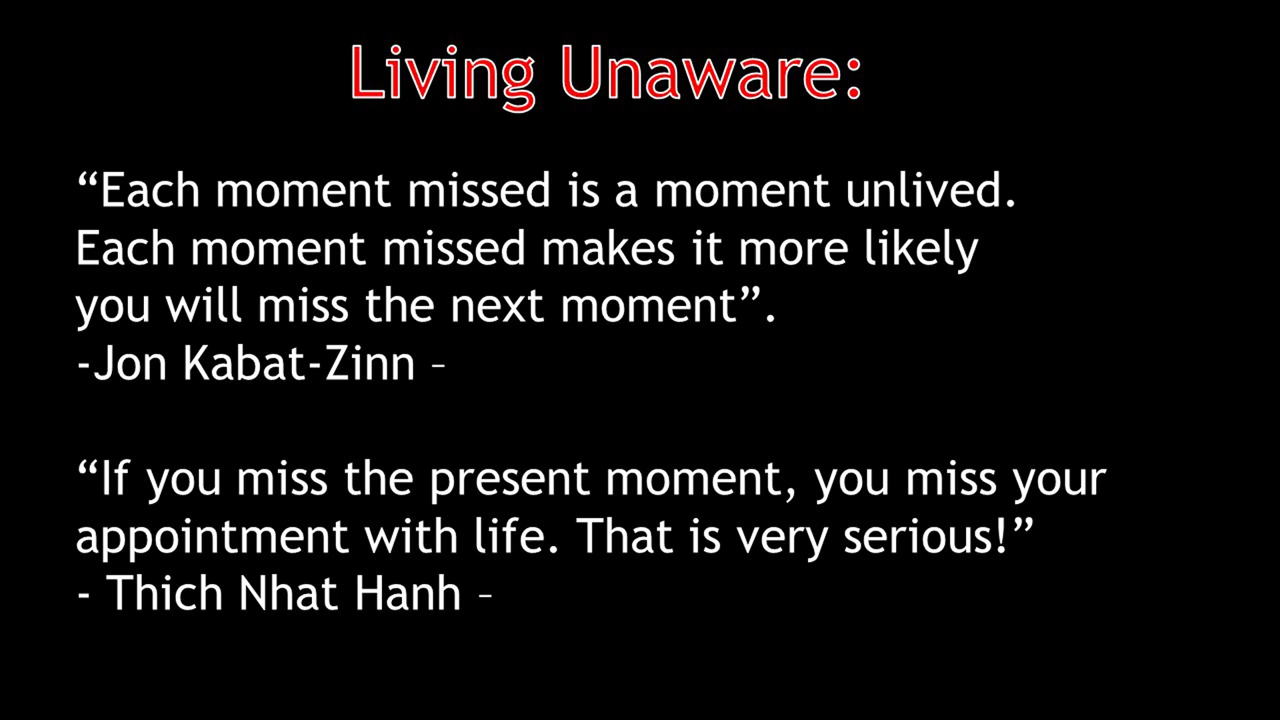 Living Unaware:
“Each moment missed is a moment unlived.
Each moment missed makes it more likely
you will miss the next moment”.
-Jon Kabat-Zinn –
“If you miss the present moment, you miss your
appointment with life. That is very serious!”
- Thich Nhat Hanh –